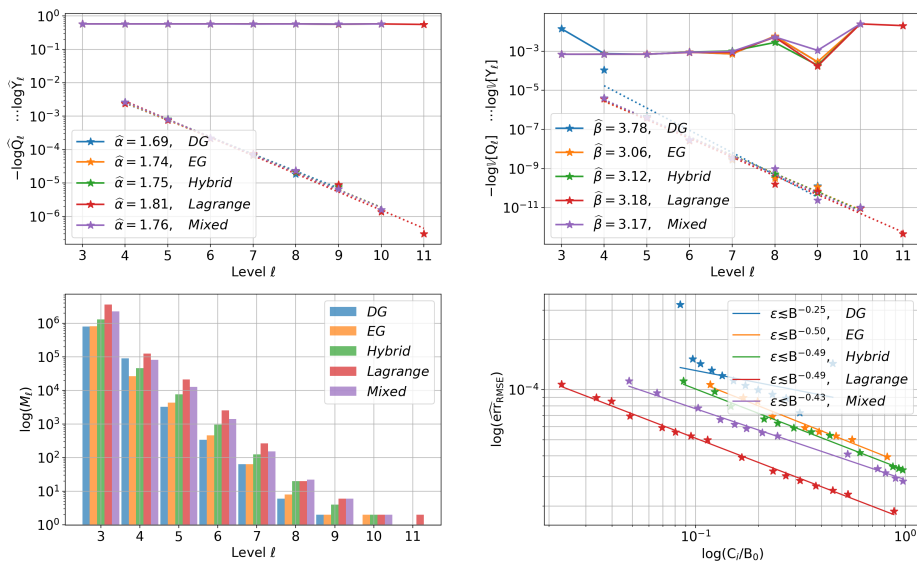 10⁰
10⁻¹
10⁻²
10⁻³
10⁻⁴
10⁻⁵
10⁻⁶
−logQ̂ℓ ···logŶℓ
α̂ = 1.69, DG
α̂ = 1.74, EG
α̂ = 1.75, Hybrid
α̂ = 1.81, Lagrange
α̂ = 1.76, Mixed
3 4 5 6 7 8 9 10 11
Level ℓ
10⁻³
10⁻⁵
10⁻⁷
10⁻⁹
10⁻¹¹
−log𝕍[Qℓ] ···log𝕍[Yℓ]
β̂ = 3.78, DG
β̂ = 3.06, EG
β̂ = 3.12, Hybrid
β̂ = 3.18, Lagrange
β̂ = 3.17, Mixed
3 4 5 6 7 8 9 10 11
Level ℓ
10⁶
10⁵
10⁴
10³
10²
10¹
10⁰
log(Mℓ)
DG
EG
Hybrid
Lagrange
Mixed
3 4 5 6 7 8 9 10 11
Level ℓ
10⁻⁴
log(êrr_RMSE)
ε≲B⁻⁰·²⁵, DG
ε≲B⁻⁰·⁵⁰, EG
ε≲B⁻⁰·⁴⁹, Hybrid
ε≲B⁻⁰·⁴⁹, Lagrange
ε≲B⁻⁰·⁴³, Mixed
10⁻¹ 10⁰
log(Cᵢ/B₀)